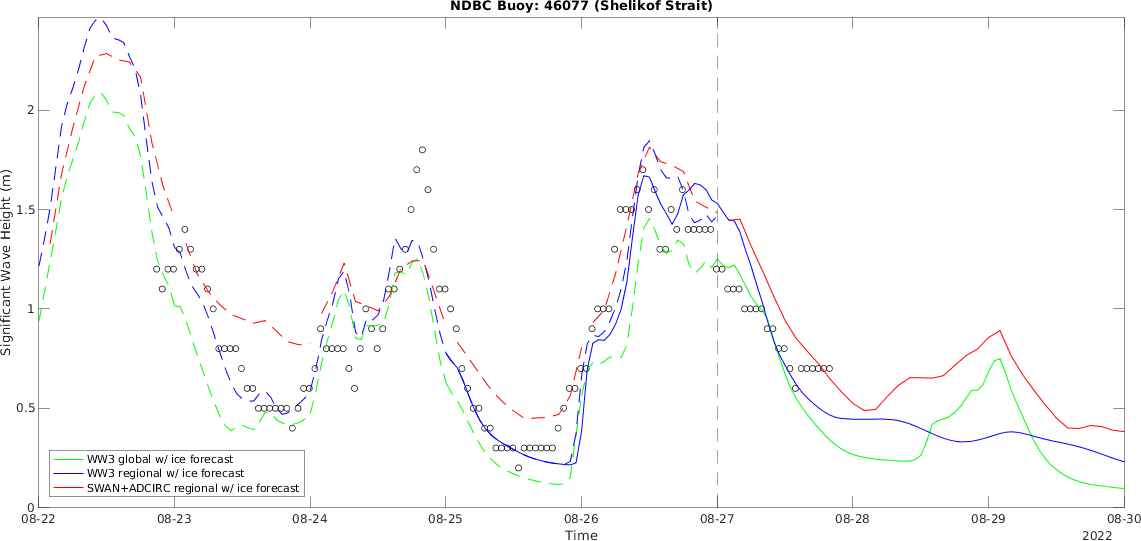 NDBC Buoy: 46077 (Shelikof Strait)
Significant Wave Height (m)
2
1.5
1
0.5
0
WW3 global w/ ice forecast
WW3 regional w/ ice forecast
SWAN+ADCIRC regional w/ ice forecast
08-22 08-23 08-24 08-25 08-26 08-27 08-28 08-29 08-30
Time
2022